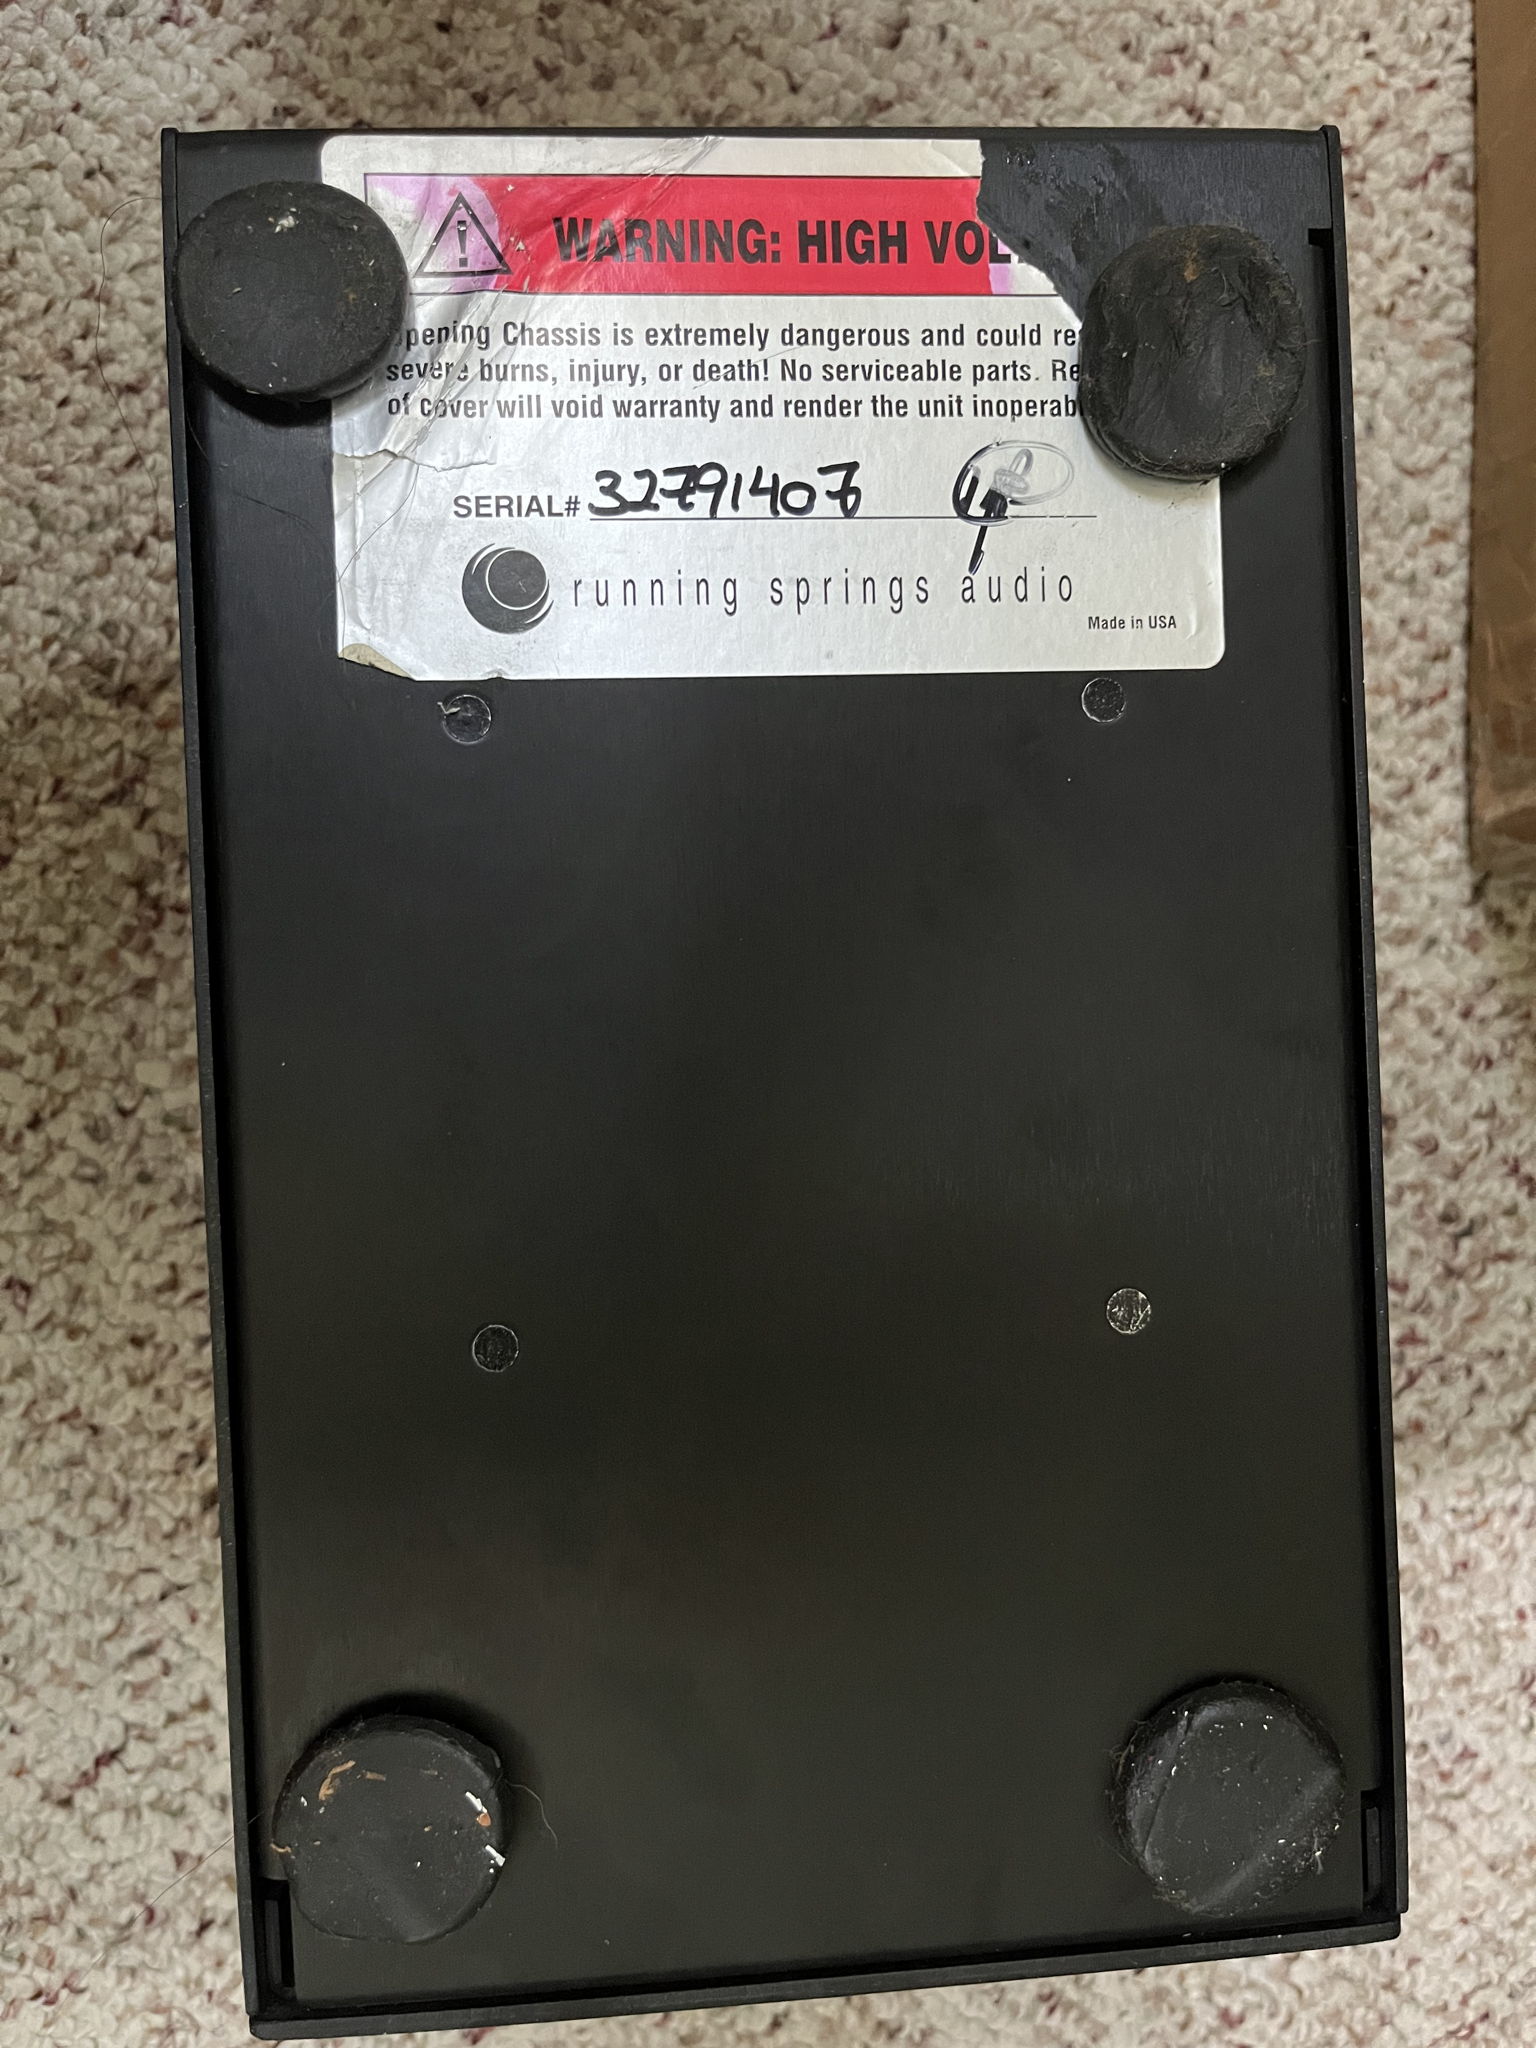 WARNING: HIGH VOL
pening Chassis is extremely dangerous and could re
severe burns, injury, or death! No serviceable parts. Re
of cover will void warranty and render the unit inoperab
SERIAL# 32791407
running springs audio
Made in USA